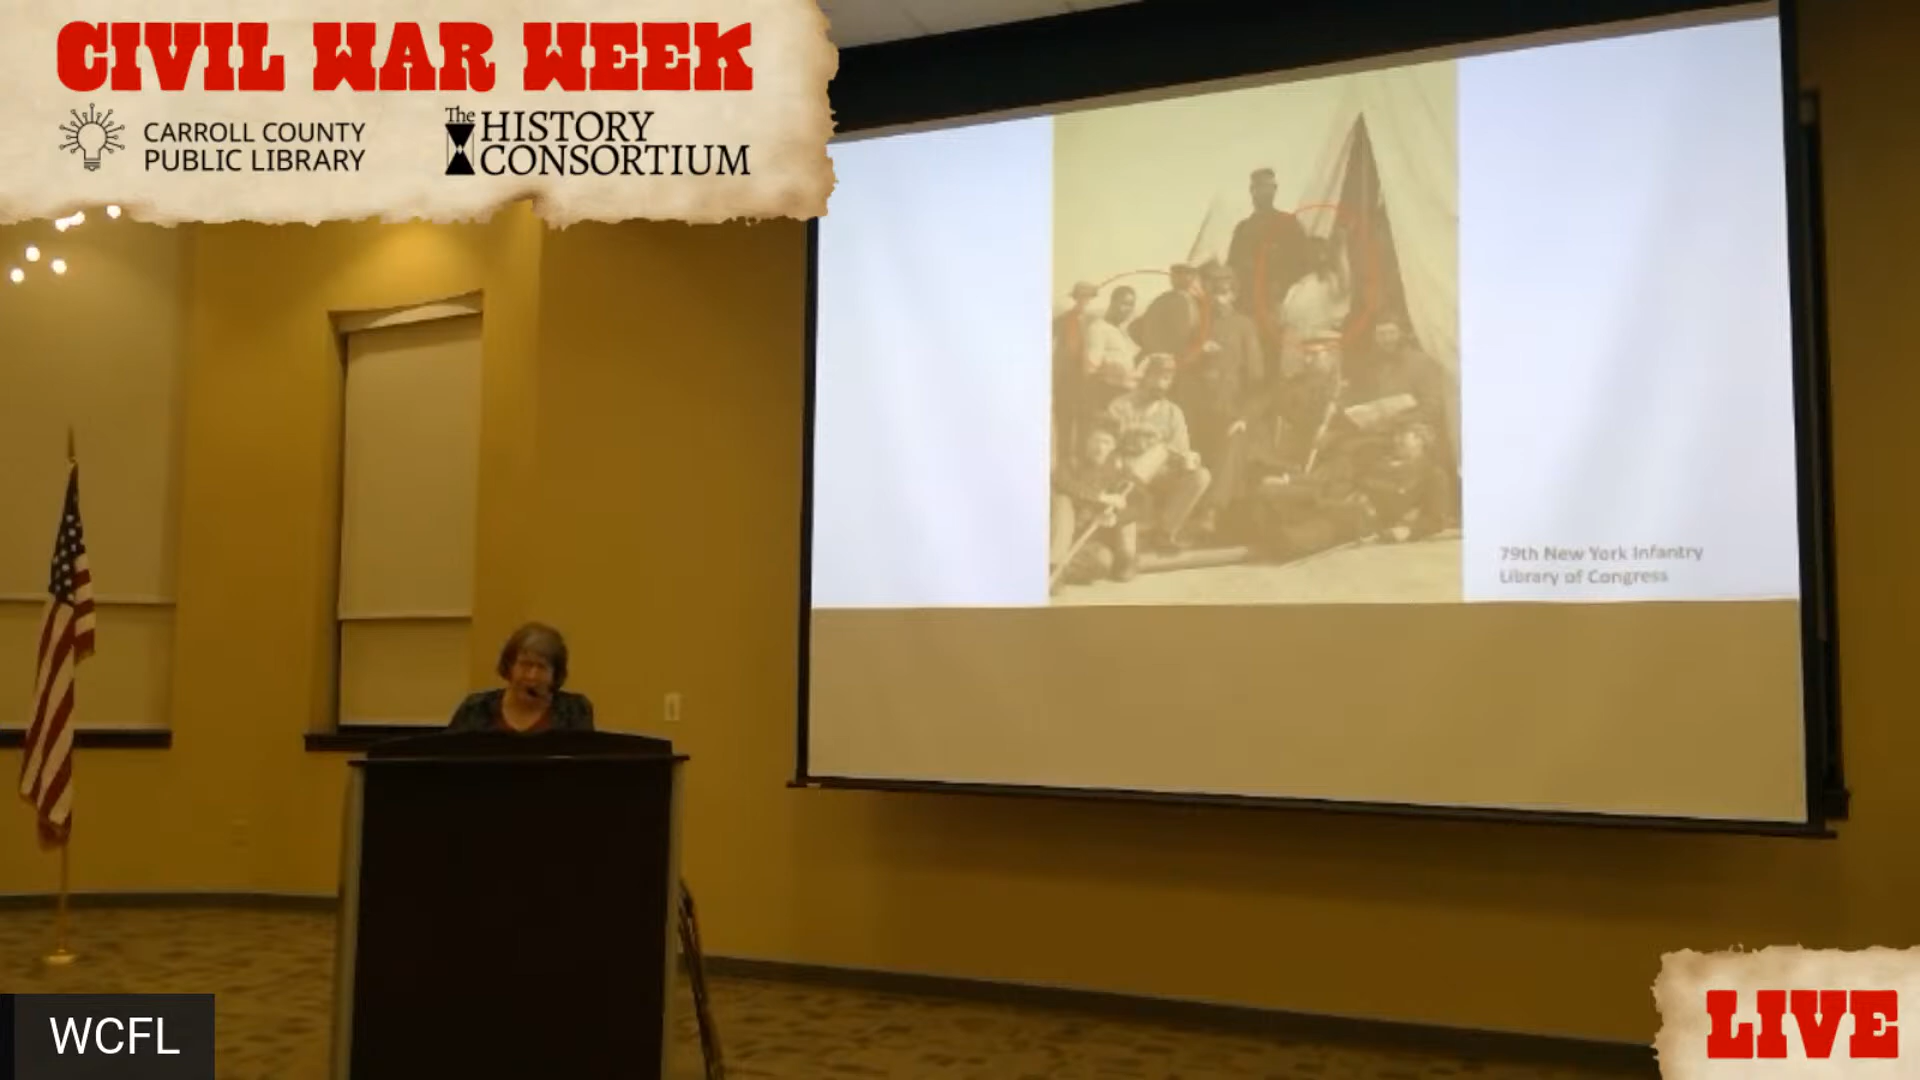 CIVIL WAR WEEK
CARROLL COUNTY
PUBLIC LIBRARY
The
HISTORY
CONSORTIUM
79th New York Infantry
Library of Congress
WCFL
LIVE